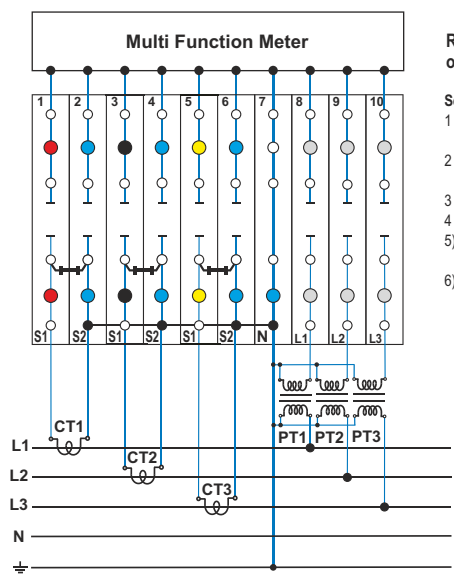 Multi Function Meter
1 2 3 4 5 6 7 8 9 10
S1 S2 S1 S2 S1 S2 N L1 L2 L3
CT1
CT2
CT3
PT1 PT2 PT3
L1
L2
L3
N
R
o
S
1
2
3
4
5)
6)